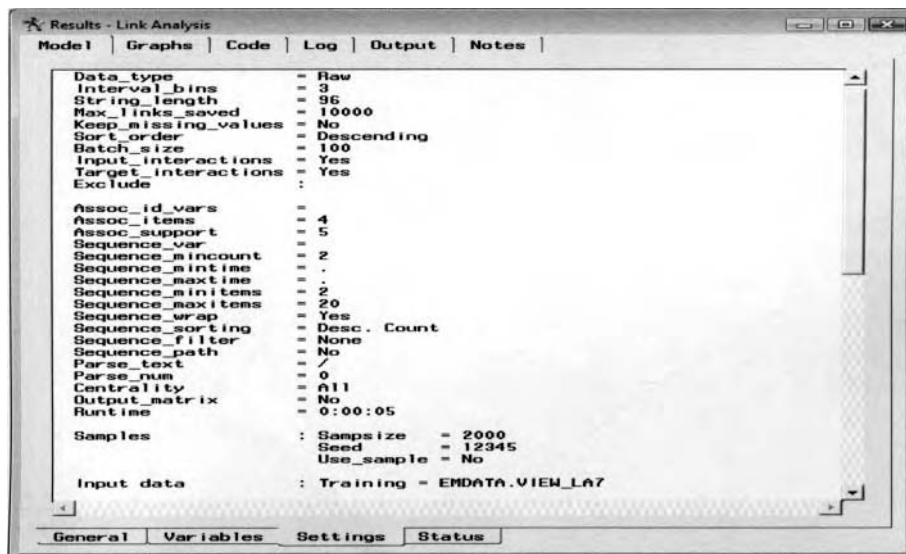 Results - Link Analysis
Model Graphs Code Log Output Notes
Data_type = Raw
Interval_bins = 3
String_length = 96
Max_links_saved = 10000
Keep_missing_values = No
Sort_order = Descending
Batch_size = 100
Input_interactions = Yes
Target_interactions = Yes
Exclude :
Assoc_id_vars =
Assoc_items = 4
Assoc_support = 5
Sequence_var =
Sequence_mincount = 2
Sequence_mintime = .
Sequence_maxtime = .
Sequence_minitems = 2
Sequence_maxitems = 20
Sequence_wrap = Yes
Sequence_sorting = Desc. Count
Sequence_filter = None
Sequence_path = No
Parse_text = /
Parse_num = 0
Centrality = All
Output_matrix = No
Runtime = 0:00:05
Samples : Sampsize = 2000
Seed = 12345
Use_sample = No
Input data : Training = EMDATA.VIEW_LA7
General Variables Settings Status